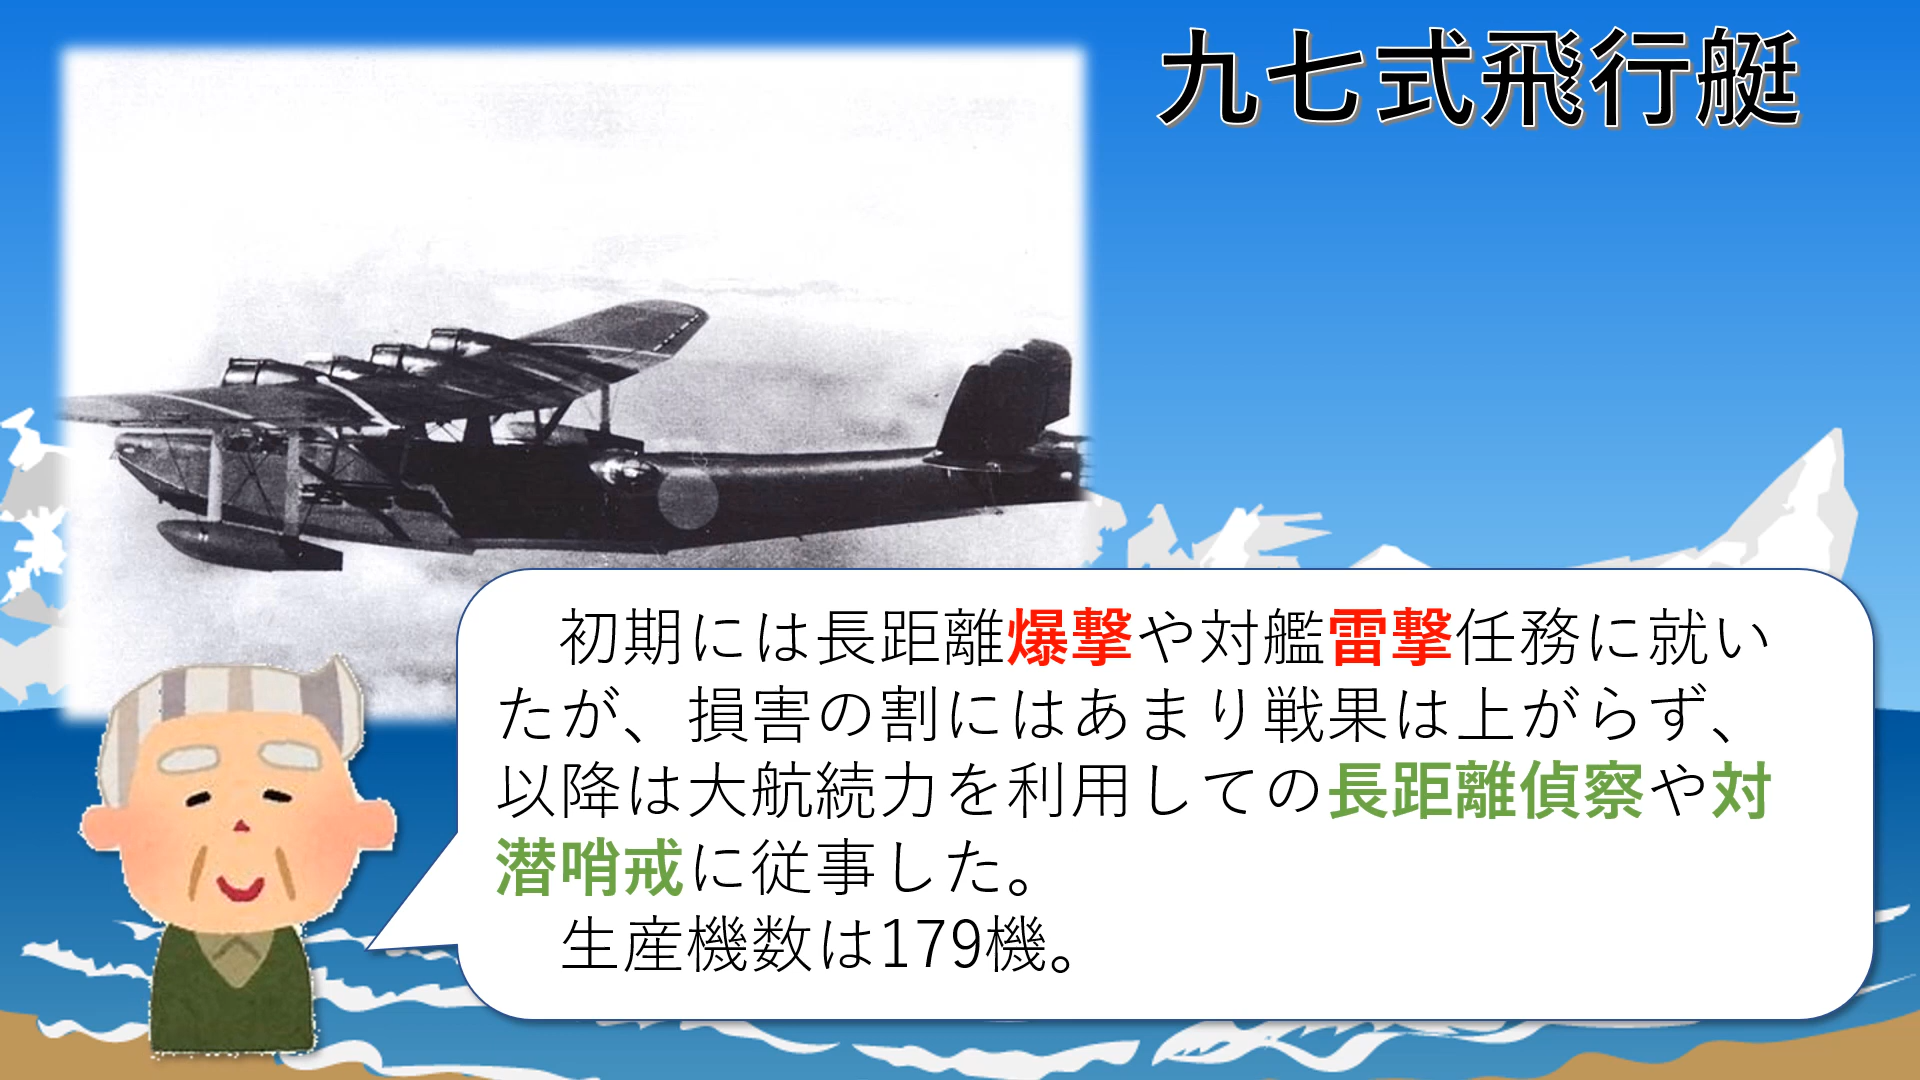 九七式飛行艇
　初期には長距離爆撃や対艦雷撃任務に就い
たが、損害の割にはあまり戦果は上がらず、
以降は大航続力を利用しての長距離偵察や対
潜哨戒に従事した。
　生産機数は179機。